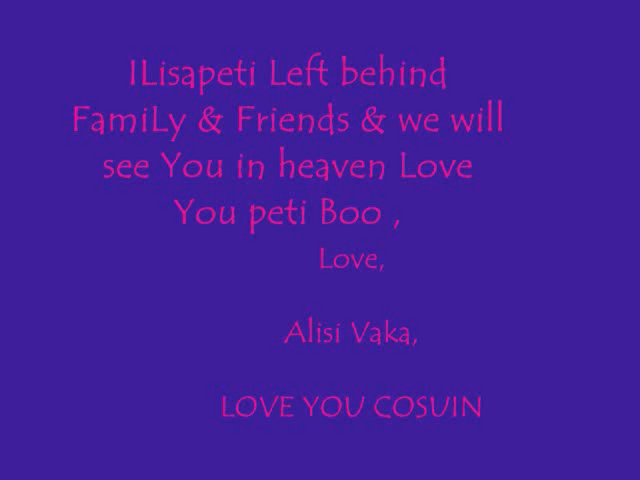 ILisapeti Left behind
FamiLy & Friends & we will
see You in heaven Love
You peti Boo ,
Love,
Alisi Vaka,
LOVE YOU COSUIN